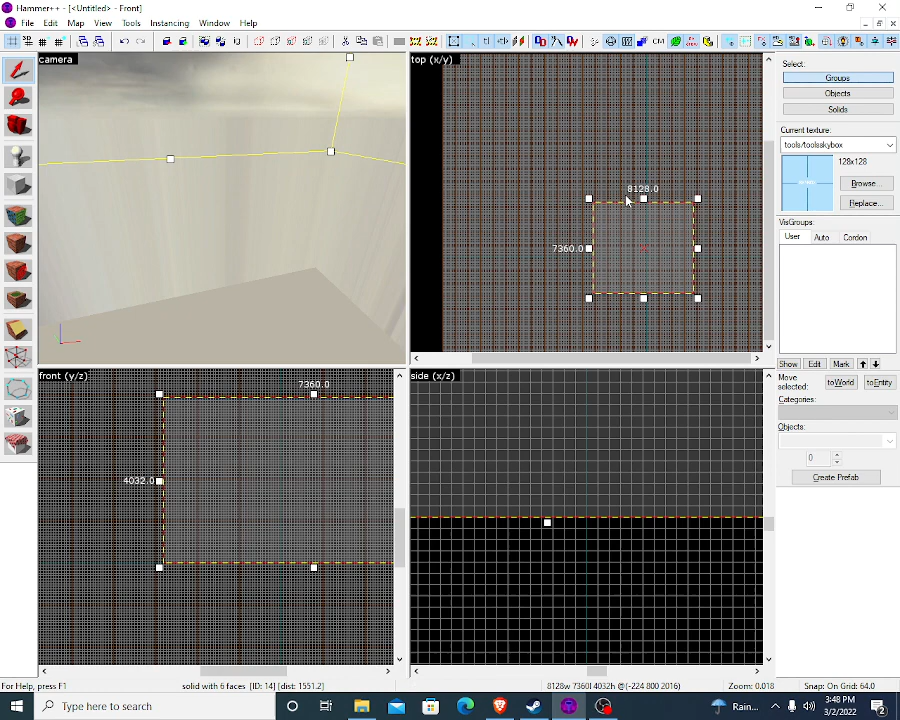 Hammer++ - [<Untitled> - Front]
File Edit Map View Tools Instancing Window Help
camera
top (x/y)
8128.0
7360.0
front (y/z)
7360.0
4032.0
side (x/z)
Select:
Groups
Objects
Solids
Current texture:
tools/toolsskybox
128x128
Browse...
Replace...
VisGroups:
User Auto Cordon
Show Edit Mark
Move
selected:
toWorld toEntity
Categories:
Objects:
0
Create Prefab
For Help, press F1
solid with 6 faces [ID: 14] [dist: 1551.2]
8128w 7360l 4032h @(-224 800 2016)
Zoom: 0.018
Snap: On Grid: 64.0
Type here to search
Rain...
3:48 PM
3/2/2022
2